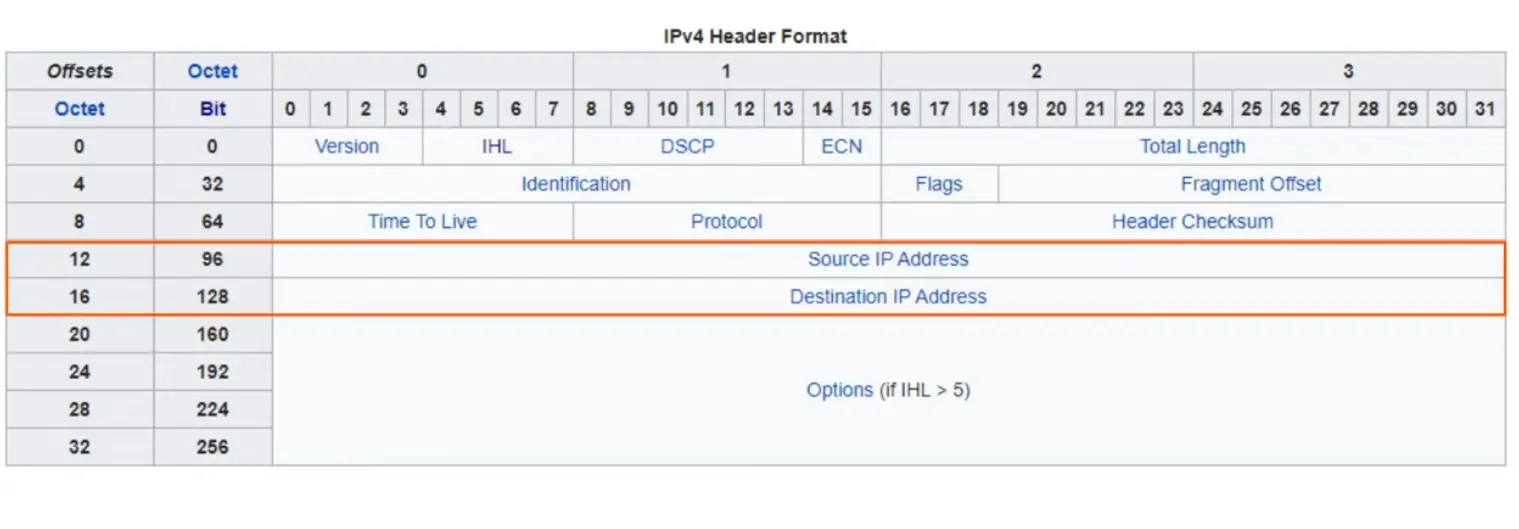 IPv4 Header Format
Offsets Octet 0 1 2 3
Octet Bit 0 1 2 3 4 5 6 7 8 9 10 11 12 13 14 15 16 17 18 19 20 21 22 23 24 25 26 27 28 29 30 31
0 0 Version IHL DSCP ECN Total Length
4 32 Identification Flags Fragment Offset
8 64 Time To Live Protocol Header Checksum
12 96 Source IP Address
16 128 Destination IP Address
20 160
24 192
Options (if IHL > 5)
28 224
32 256